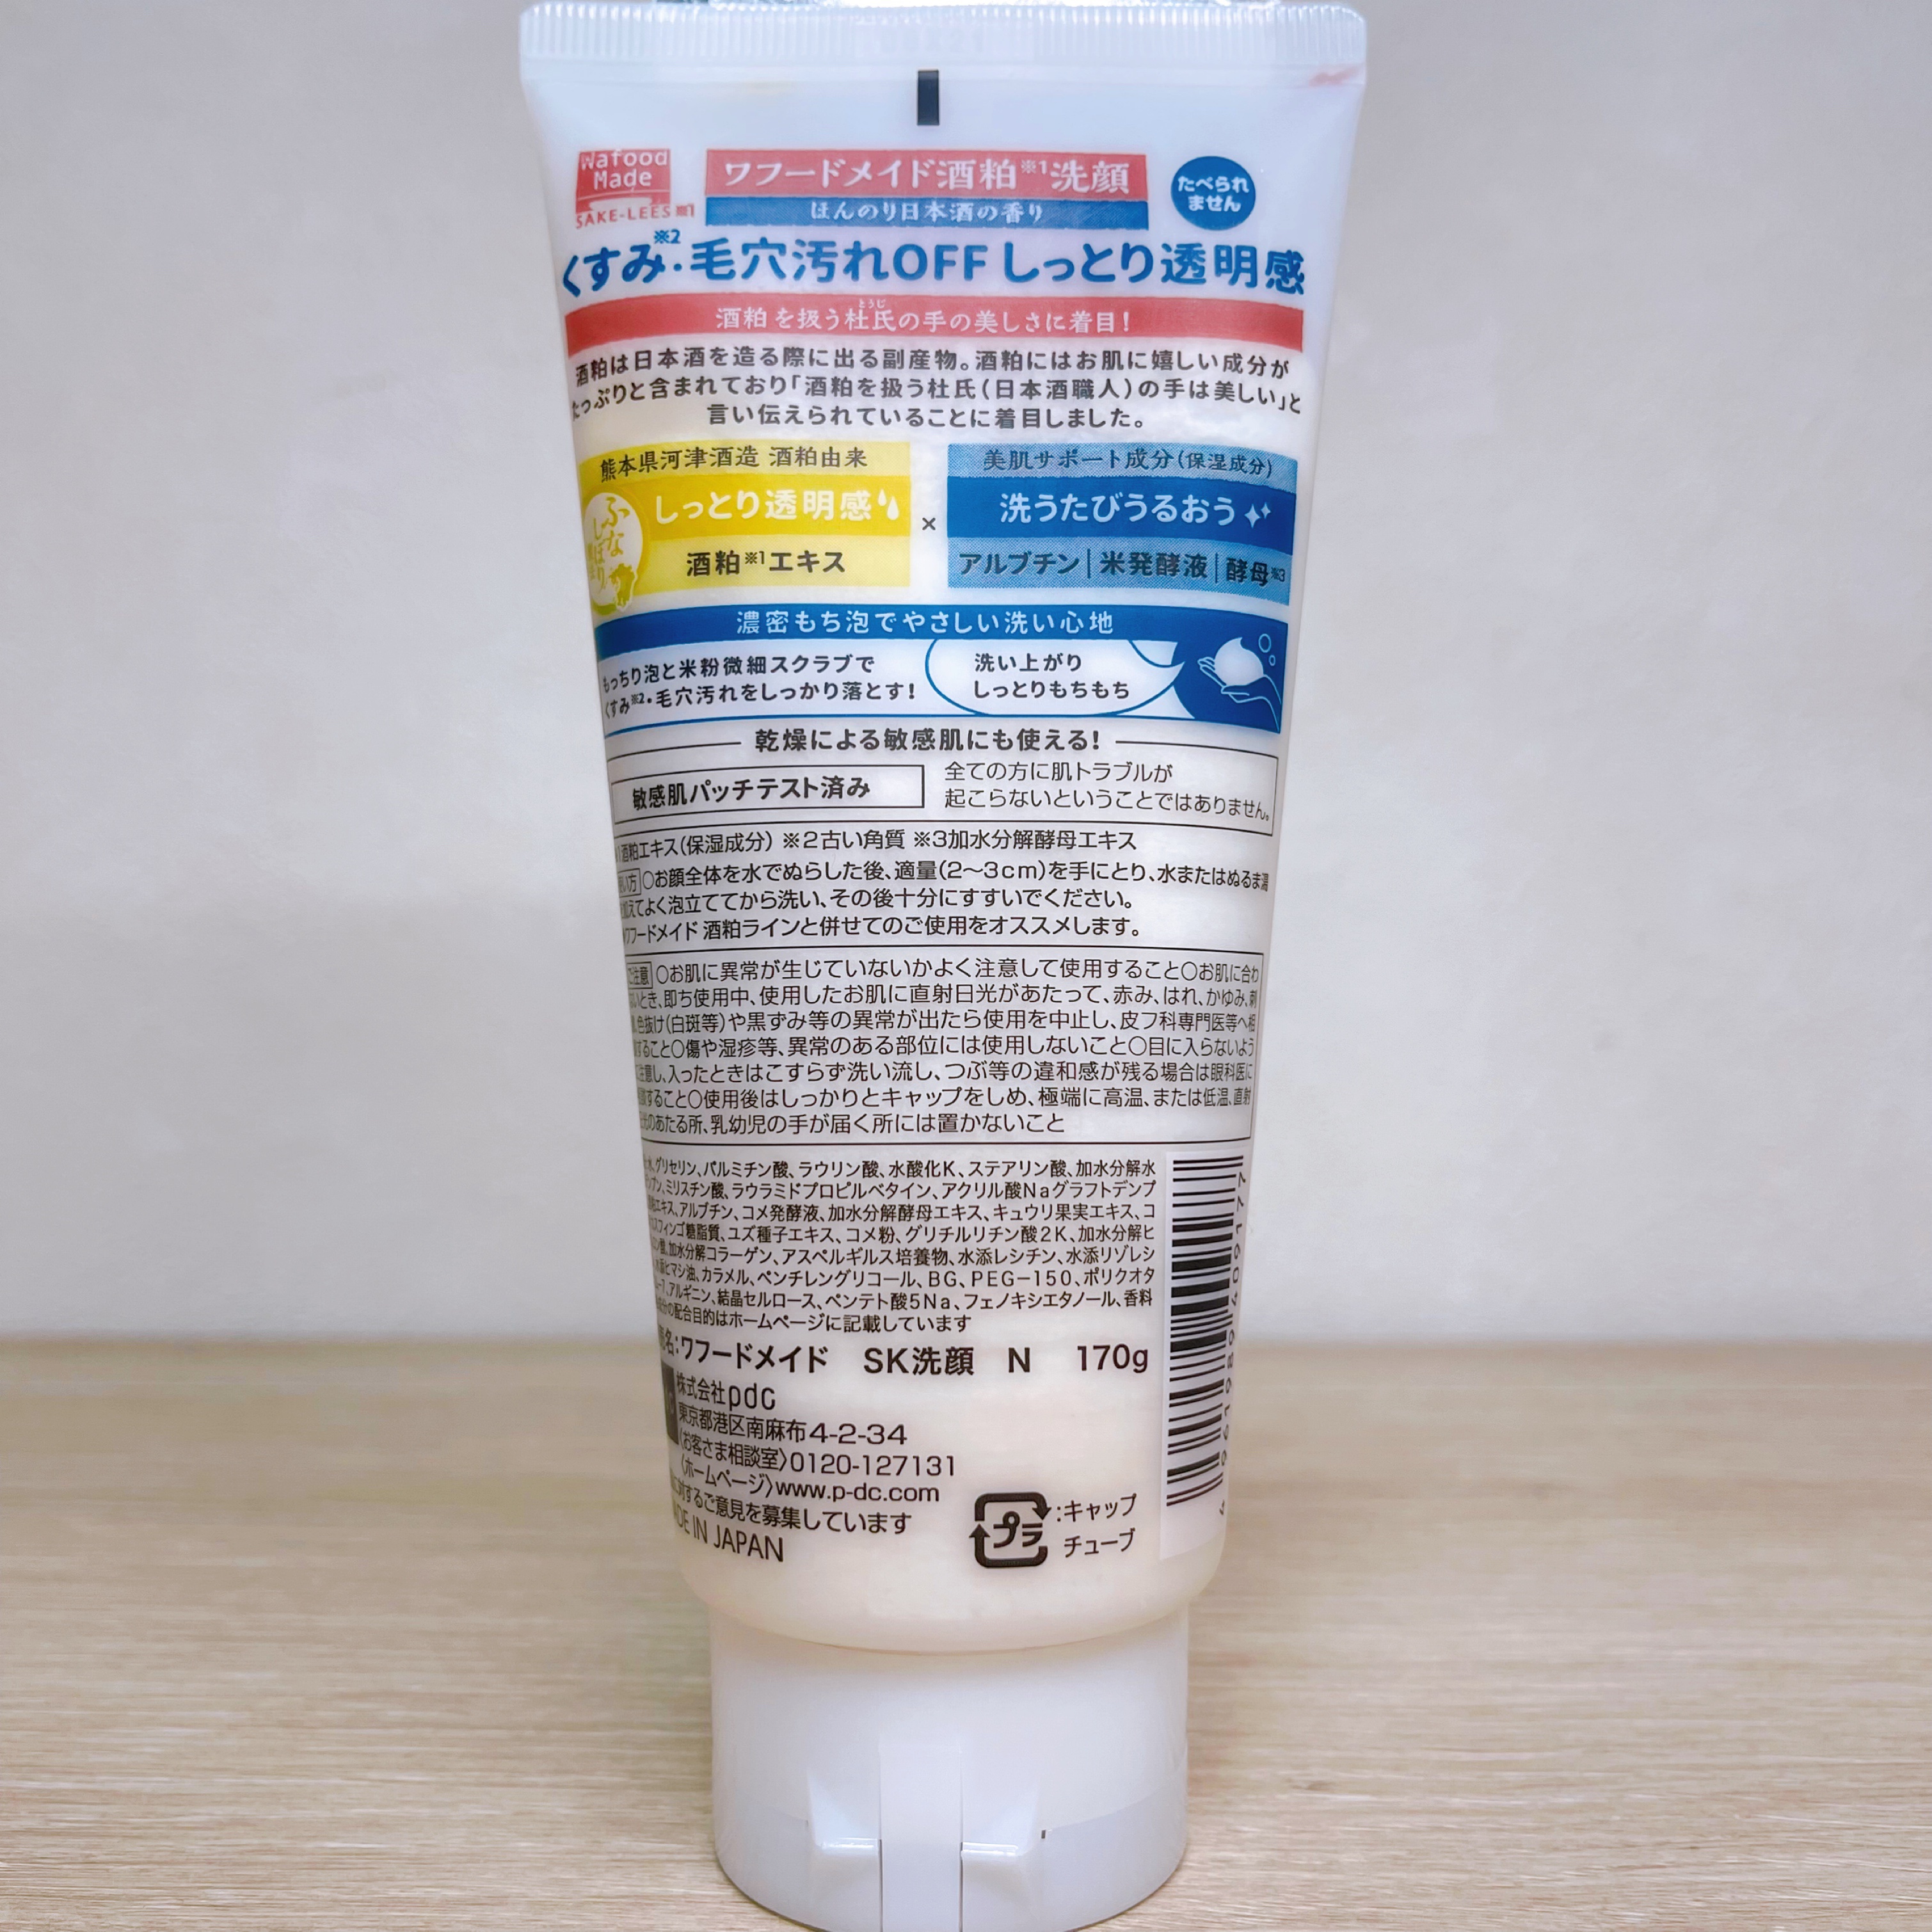 Wafood
Made
SAKE-LEES※1
ワフードメイド酒粕※1洗顔
ほんのり日本酒の香り
たべられ
ません
くすみ※2・毛穴汚れOFF しっとり透明感
酒粕を扱う杜氏の手の美しさに着目!
とうじ
酒粕は日本酒を造る際に出る副産物。酒粕にはお肌に嬉しい成分が
たっぷりと含まれており「酒粕を扱う杜氏(日本酒職人)の手は美しい」と
言い伝えられていることに着目しました。
熊本県河津酒造 酒粕由来
しっとり透明感
ふな
しぼり
酒粕※1エキス
×
美肌サポート成分(保湿成分)
洗うたびうるおう
アルブチン|米発酵液|酵母※3
濃密もち泡でやさしい洗い心地
もっちり泡と米粉微細スクラブで
くすみ※2・毛穴汚れをしっかり落とす!
洗い上がり
しっとりもちもち
乾燥による敏感肌にも使える!
敏感肌パッチテスト済み
全ての方に肌トラブルが
起こらないということではありません。
酒粕エキス(保湿成分) ※2古い角質 ※3加水分解酵母エキス
い方 ○お顔全体を水でぬらした後、適量(2〜3cm)を手にとり、水またはぬるま湯
加えてよく泡立ててから洗い、その後十分にすすいでください。
ワフードメイド 酒粕ラインと併せてのご使用をオススメします。
ご注意 ○お肌に異常が生じていないかよく注意して使用すること○お肌に合わ
ないとき、即ち使用中、使用したお肌に直射日光があたって、赤み、はれ、かゆみ、刺
色抜け(白斑等)や黒ずみ等の異常が出たら使用を中止し、皮フ科専門医等へ相
すること○傷や湿疹等、異常のある部位には使用しないこと○目に入らないよう
注意し、入ったときはこすらず洗い流し、つぶ等の違和感が残る場合は眼科医に
すること○使用後はしっかりとキャップをしめ、極端に高温、または低温、直射
のあたる所、乳幼児の手が届く所には置かないこと
水、グリセリン、パルミチン酸、ラウリン酸、水酸化K、ステアリン酸、加水分解水
プン、ミリスチン酸、ラウラミドプロピルベタイン、アクリル酸Naグラフトデンプ
エキス、アルブチン、コメ発酵液、加水分解酵母エキス、キュウリ果実エキス、コ
スフィンゴ糖脂質、ユズ種子エキス、コメ粉、グリチルリチン酸2K、加水分解ヒ
加水分解コラーゲン、アスペルギルス培養物、水添レシチン、水添リゾレシ
ヒマシ油、カラメル、ペンチレングリコール、BG、PEG-150、ポリクオタ
-7、アルギニン、結晶セルロース、ペンテト酸5Na、フェノキシエタノール、香料
の配合目的はホームページに記載しています
名:ワフードメイド SK洗顔 N 170g
株式会社pdc
東京都港区南麻布4-2-34
〈お客さま相談室〉0120-127131
〈ホームページ〉www.p-dc.com
に対するご意見を募集しています
IN JAPAN
プラ
:キャップ
チューブ